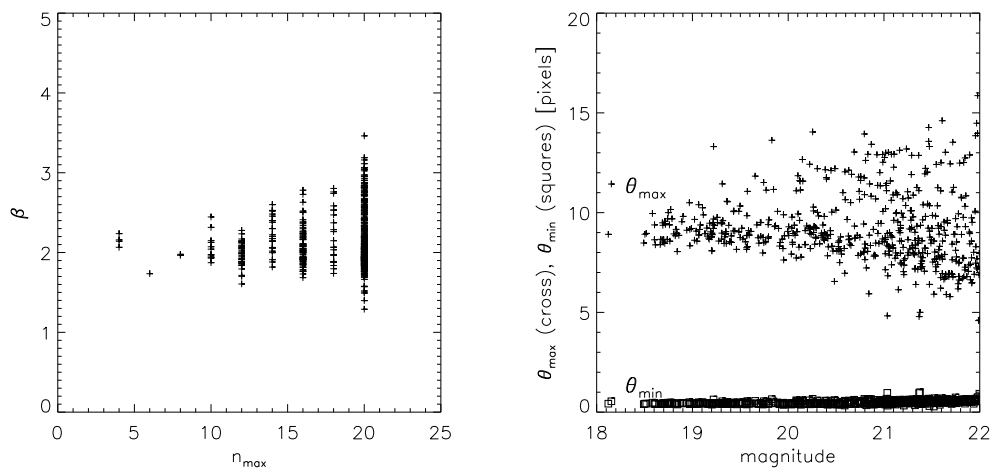 5
4
3
2
1
0
β
0 5 10 15 20 25
n_max
20
15
10
5
0
θ_max (cross), θ_min (squares) [pixels]
θ_max
θ_min
18 19 20 21 22
magnitude